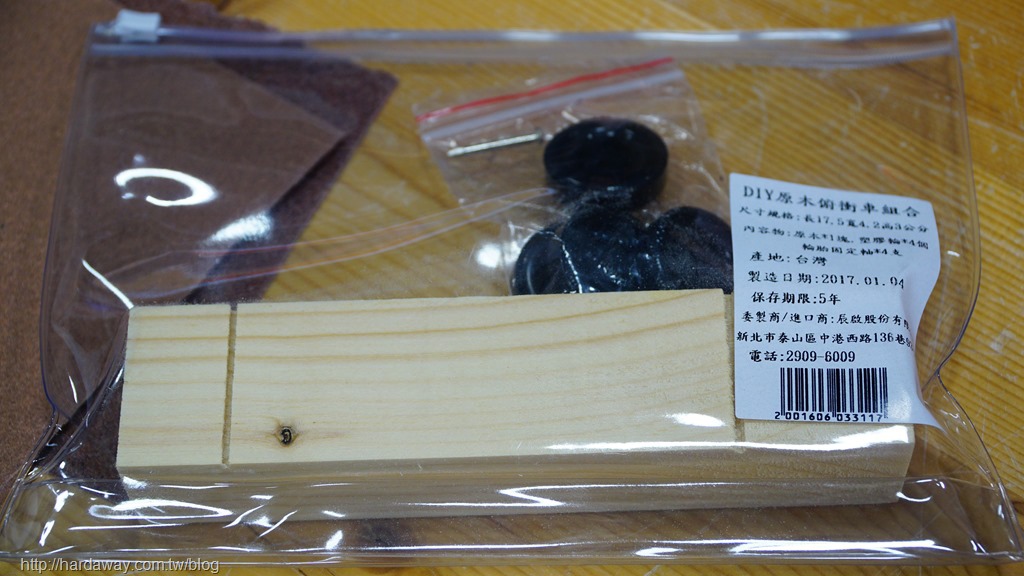 DIY原木俯衝車組合
尺寸規格:長17.5寬4.2高3公分
內容物:原木*1塊,塑膠輪*4個
輪胎固定軸*4支
產地:台灣
製造日期:2017.01.04
保存期限:5年
委製商/進口商:辰啟股份有
新北市泰山區中港西路136巷
電話:2909-6009
2001606033117
http://hardaway.com.tw/blog